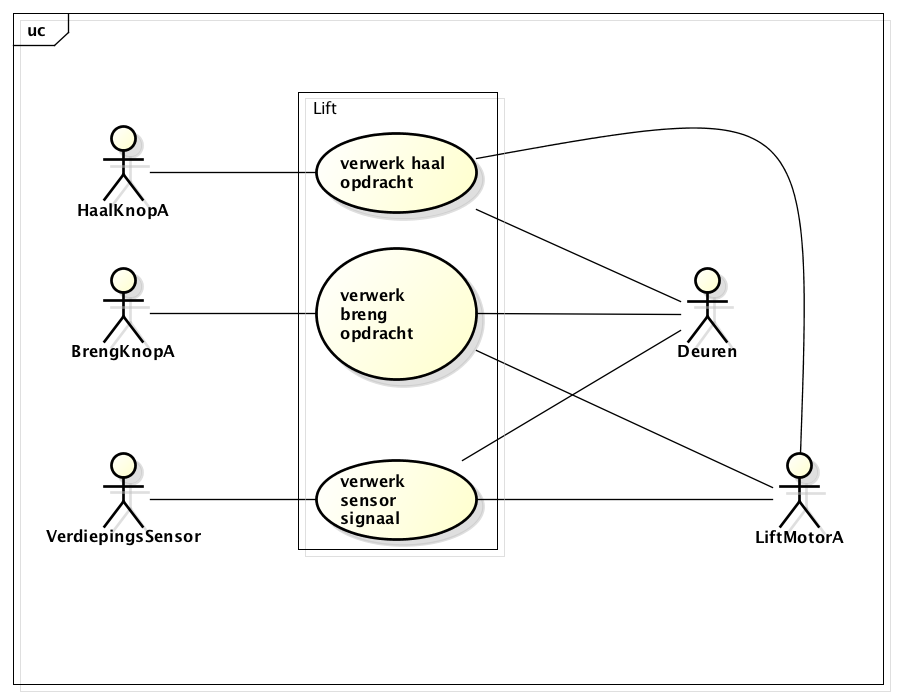 uc
Lift
verwerk haal
opdracht
HaalKnopA
verwerk
breng
opdracht
BrengKnopA
Deuren
verwerk
sensor
signaal
VerdiepingsSensor
LiftMotorA